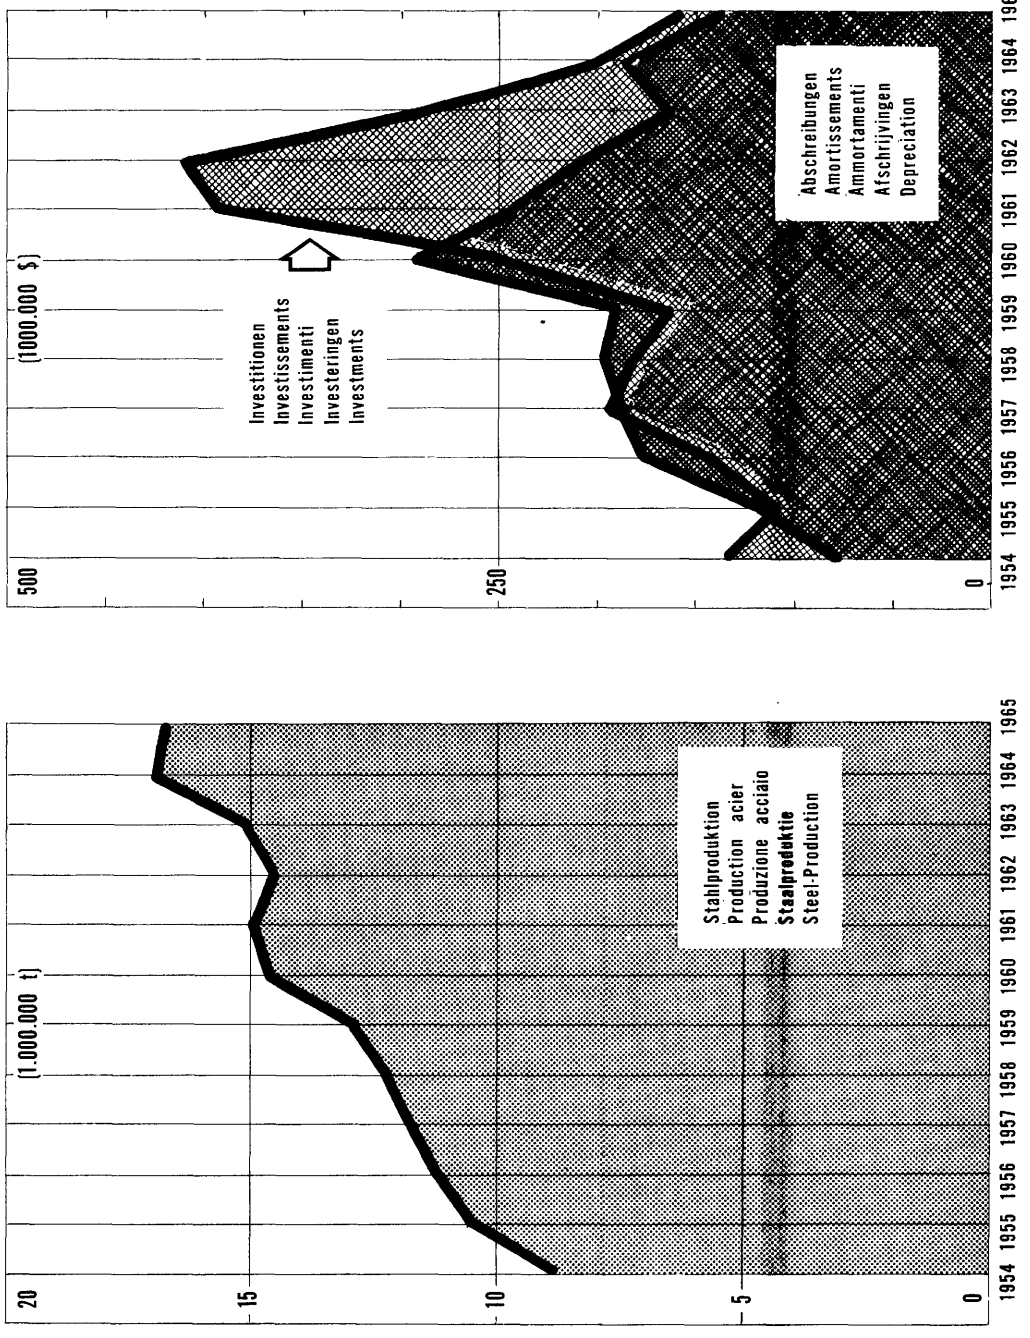 (1.000.000 t)
20
15
10
5
0
Stahlproduktion
Production acier
Produzione acciaio
Staalproduktie
Steel-Production
1954 1955 1956 1957 1958 1959 1960 1961 1962 1963 1964 1965
(1000.000 $)
500
250
0
Investitionen
Investissements
Investimenti
Investeringen
Investments
Abschreibungen
Amortissements
Ammortamenti
Afschrijvingen
Depreciation
1954 1955 1956 1957 1958 1959 1960 1961 1962 1963 1964